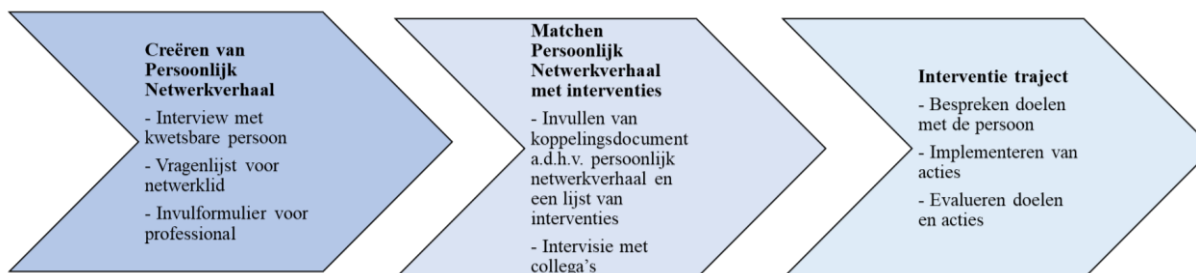 Creëren van
Persoonlijk
Netwerkverhaal
- Interview met
kwetsbare persoon
- Vragenlijst voor
netwerklid
- Invulformulier voor
professional
Matchen
Persoonlijk
Netwerkverhaal
met interventies
- Invullen van
koppelingsdocument
a.d.h.v. persoonlijk
netwerkverhaal en
een lijst van
interventies
- Intervisie met
collega’s
Interventie traject
- Bespreken doelen
met de persoon
- Implementeren van
acties
- Evalueren doelen
en acties